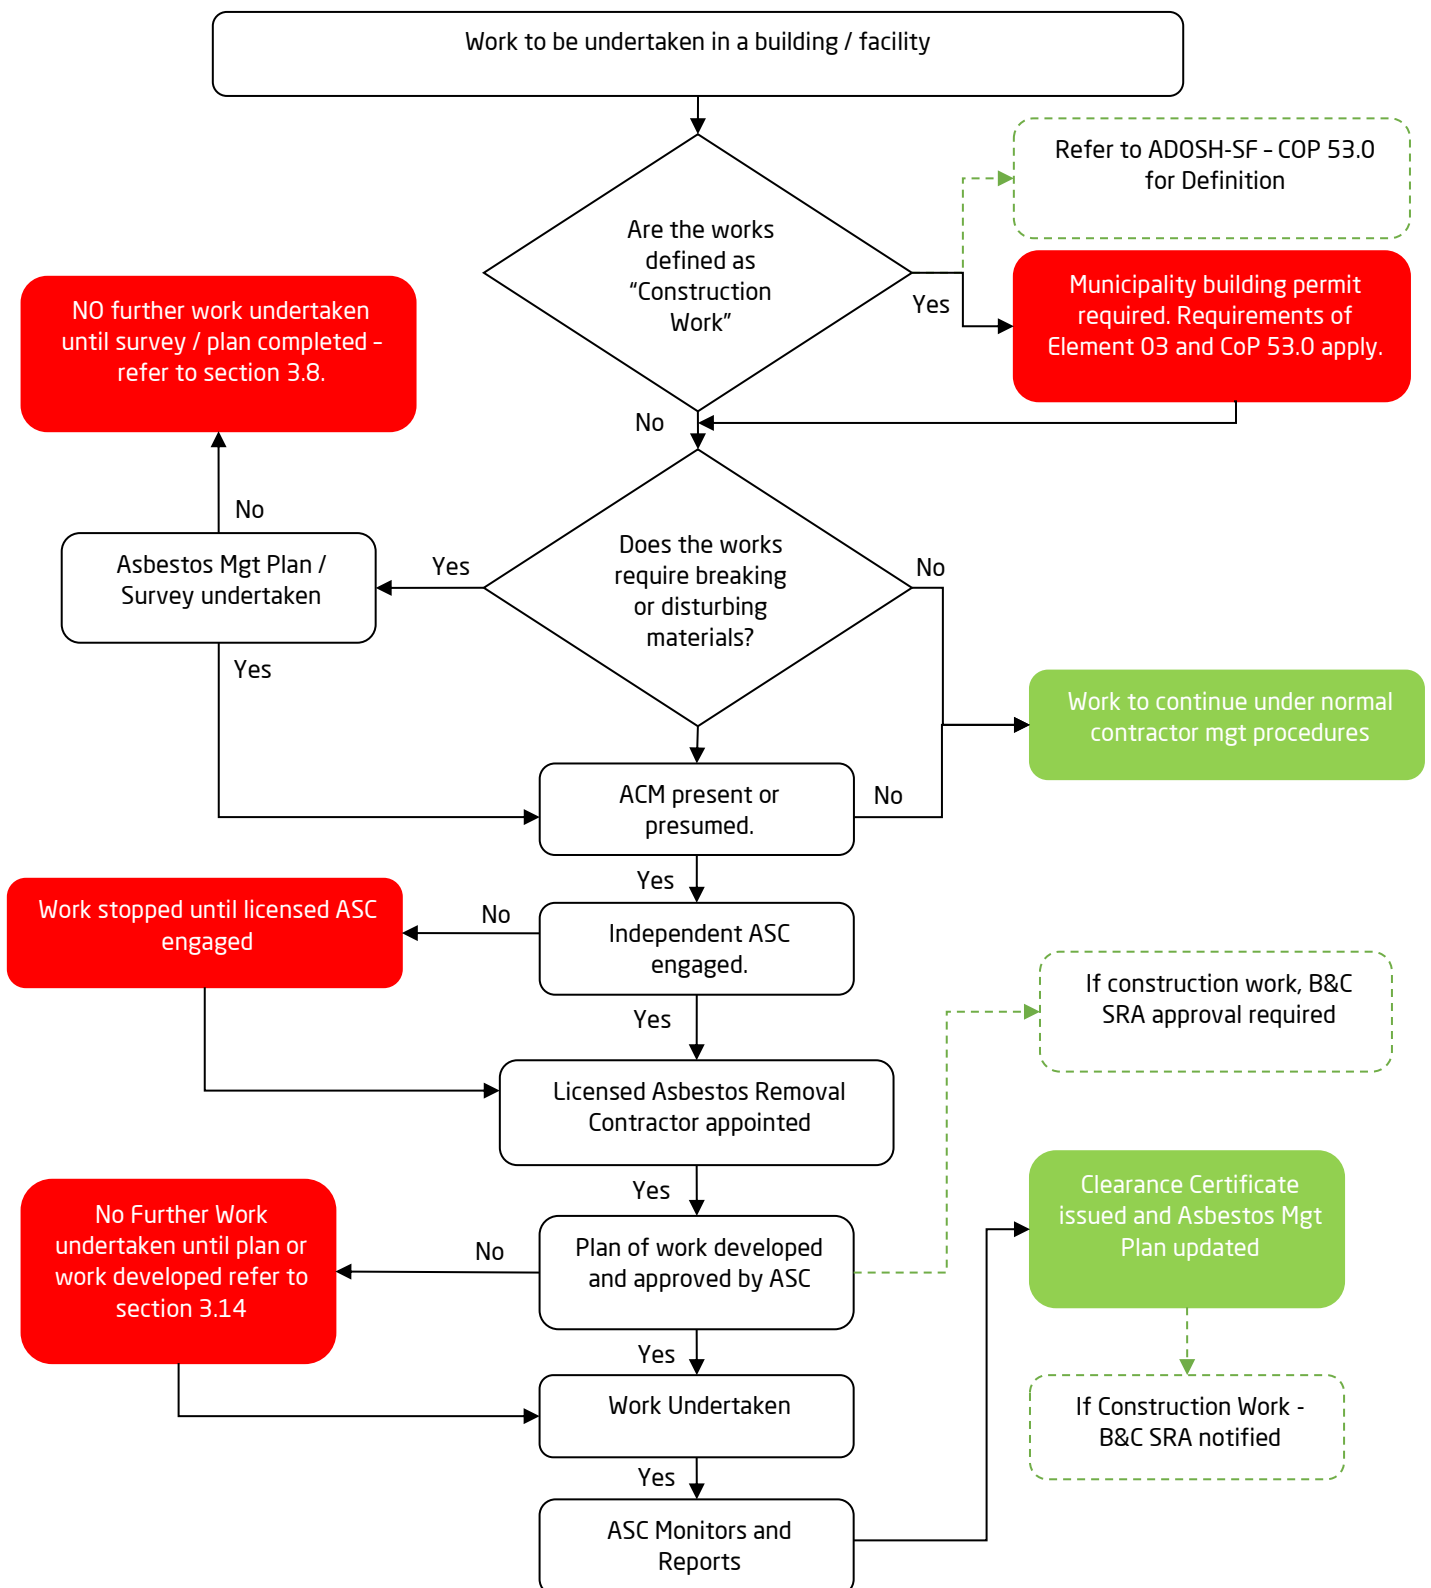 Work to be undertaken in a building / facility
Refer to ADOSH-SF – COP 53.0
for Definition
Are the works
defined as
“Construction
Work”
Yes
Municipality building permit
required. Requirements of
Element 03 and CoP 53.0 apply.
NO further work undertaken
until survey / plan completed –
refer to section 3.8.
No
No
Asbestos Mgt Plan /
Survey undertaken
Yes
Does the works
require breaking
or disturbing
materials?
No
Yes
Work to continue under normal
contractor mgt procedures
ACM present or
presumed.
No
Yes
Work stopped until licensed ASC
engaged
No
Independent ASC
engaged.
Yes
If construction work, B&C
SRA approval required
Licensed Asbestos Removal
Contractor appointed
Yes
No Further Work
undertaken until plan or
work developed refer to
section 3.14
No
Plan of work developed
and approved by ASC
Clearance Certificate
issued and Asbestos Mgt
Plan updated
Yes
Work Undertaken
If Construction Work -
B&C SRA notified
Yes
ASC Monitors and
Reports